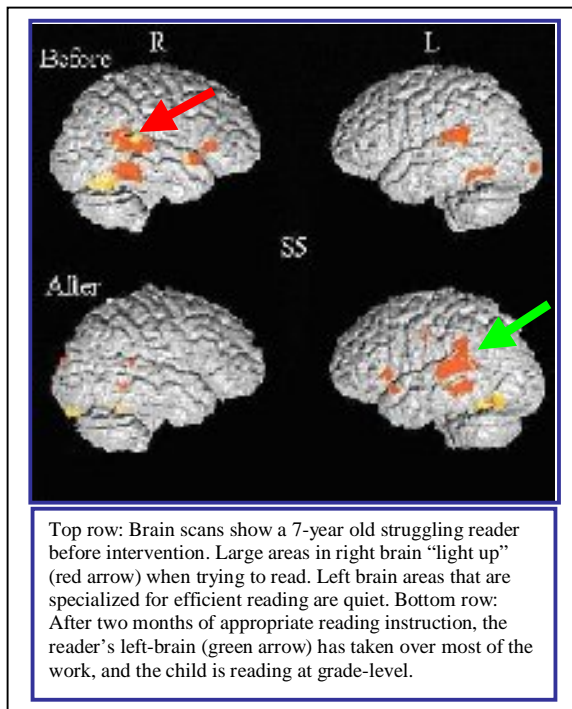 R L
Before
S5
After
Top row: Brain scans show a 7-year old struggling reader
before intervention. Large areas in right brain “light up”
(red arrow) when trying to read. Left brain areas that are
specialized for efficient reading are quiet. Bottom row:
After two months of appropriate reading instruction, the
reader’s left-brain (green arrow) has taken over most of the
work, and the child is reading at grade-level.